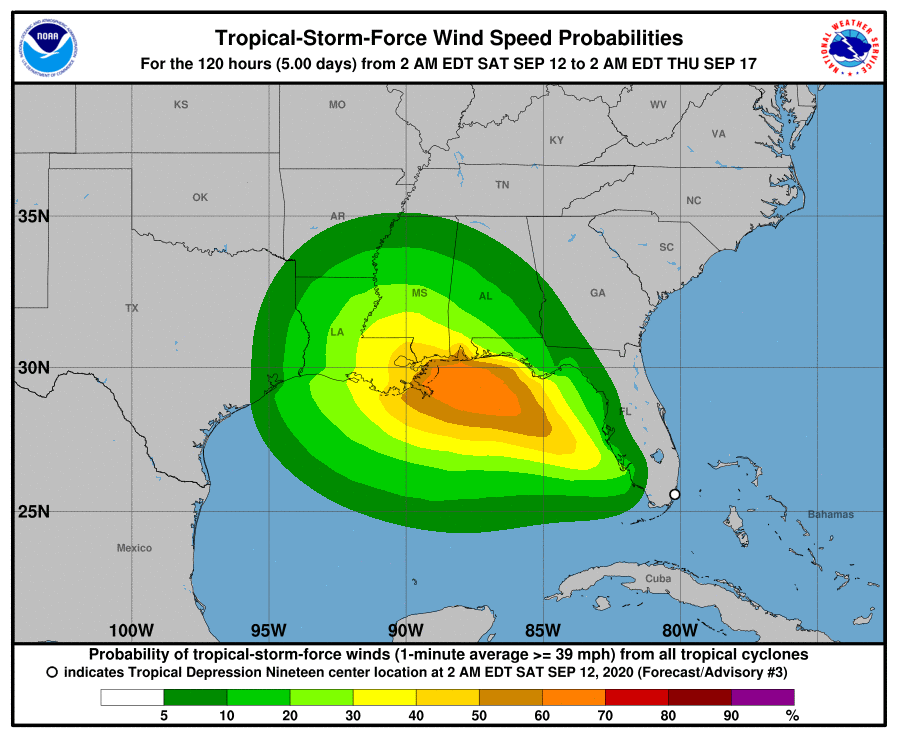 Tropical-Storm-Force Wind Speed Probabilities
For the 120 hours (5.00 days) from 2 AM EDT SAT SEP 12 to 2 AM EDT THU SEP 17
NOAA
NATIONAL WEATHER SERVICE
KS
MO
WV
VA
KY
OK
TN
NC
35N
AR
SC
TX
MS
AL
GA
LA
30N
FL
25N
Bahamas
Mexico
Cuba
100W
95W
90W
85W
80W
Probability of tropical-storm-force winds (1-minute average >= 39 mph) from all tropical cyclones
indicates Tropical Depression Nineteen center location at 2 AM EDT SAT SEP 12, 2020 (Forecast/Advisory #3)
5 10 20 30 40 50 60 70 80 90 %